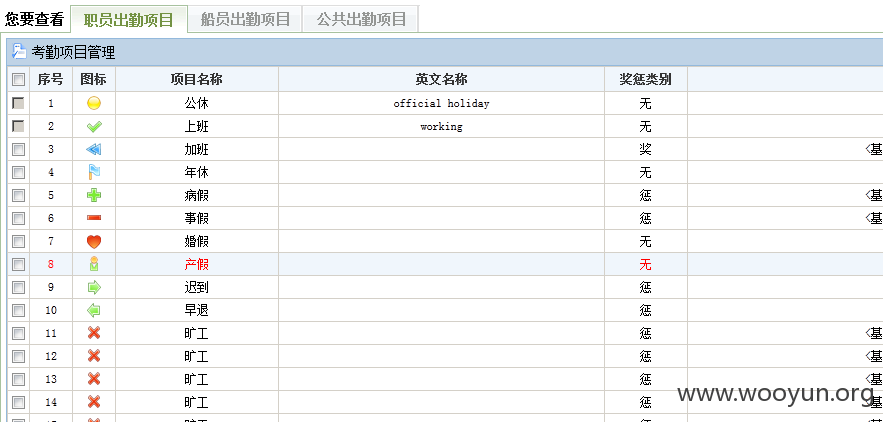 您要查看 职员出勤项目 船员出勤项目 公共出勤项目
考勤项目管理
序号 图标 项目名称 英文名称 奖惩类别
1 公休 official holiday 无
2 上班 working 无
3 加班 奖 <基
4 年休 无
5 病假 惩 <基
6 事假 惩 <基
7 婚假 无
8 产假 无
9 迟到 惩
10 早退 惩
11 旷工 惩 <基
12 旷工 惩 <基
13 旷工 惩 <基
14 旷工 惩 <基
www.wooyun.org